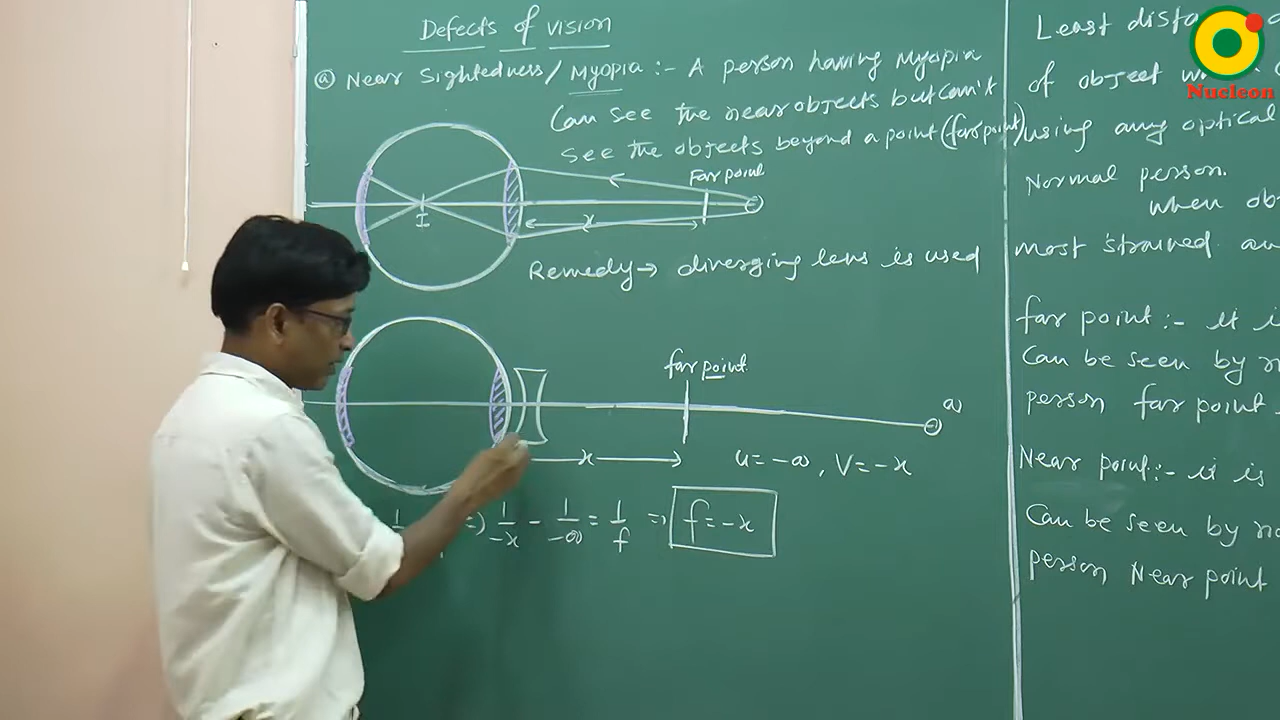 Defects of vision
(a) Near Sightedness/Myopia :- A person having Myopia
Can see the near objects but can't
see the objects beyond a point (far point)
Far point
I
x
Remedy → diverging lens is used
far point
∞
x
u = -∞, V = -x
1 ⇒ 1/-x - 1/-∞ = 1/f ⇒ f = -x
Least dista
of object
using any optical
Normal person.
when ob
most strained
far point :- it i
Can be seen by n
person far point
Near point :- it is
Can be seen by no
person Near point
Nucleon